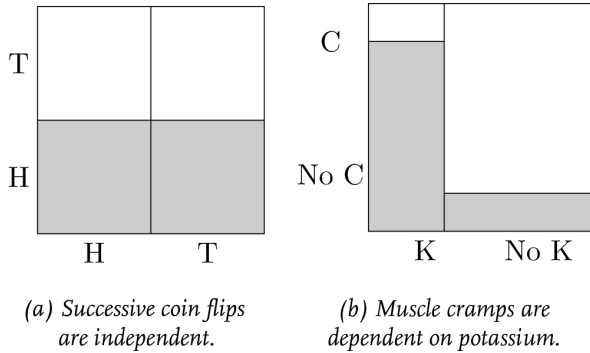 T
H
H T
(a) Successive coin flips
are independent.
C
No C
K No K
(b) Muscle cramps are
dependent on potassium.